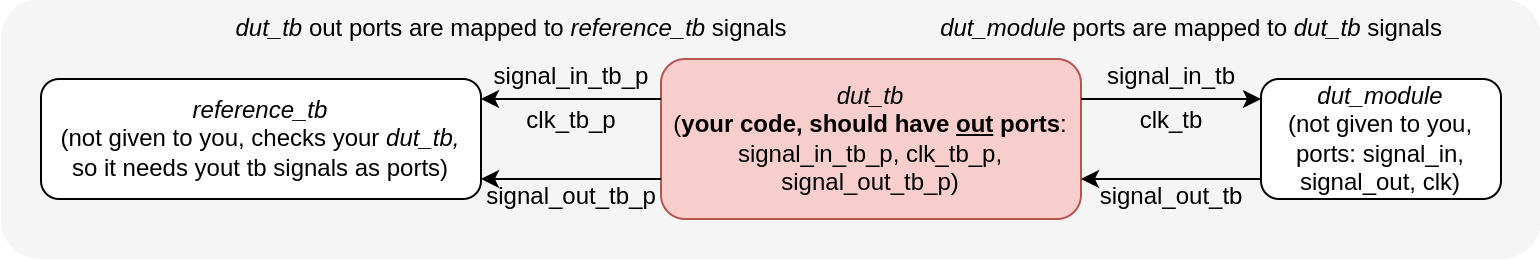 dut_tb out ports are mapped to reference_tb signals
dut_module ports are mapped to dut_tb signals
reference_tb
(not given to you, checks your dut_tb,
so it needs yout tb signals as ports)
signal_in_tb_p
clk_tb_p
signal_out_tb_p
dut_tb
(your code, should have out ports:
signal_in_tb_p, clk_tb_p,
signal_out_tb_p)
signal_in_tb
clk_tb
signal_out_tb
dut_module
(not given to you,
ports: signal_in,
signal_out, clk)